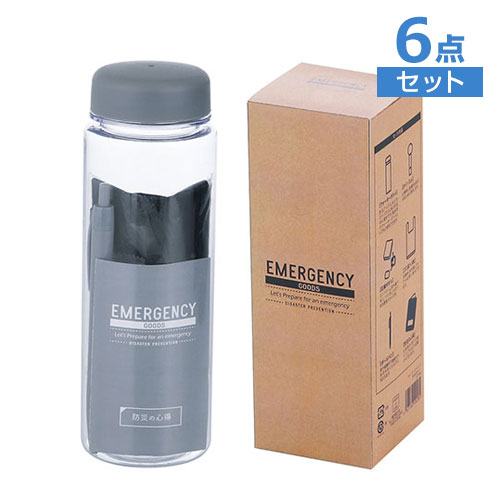 6点
セット
EMERGENCY
GOODS
Let's Prepare for an emergency
DISASTER PREVENTION
防災の心得
EMERGENCY
GOODS
Let's Prepare for an emergency
DISASTER PREVENTION